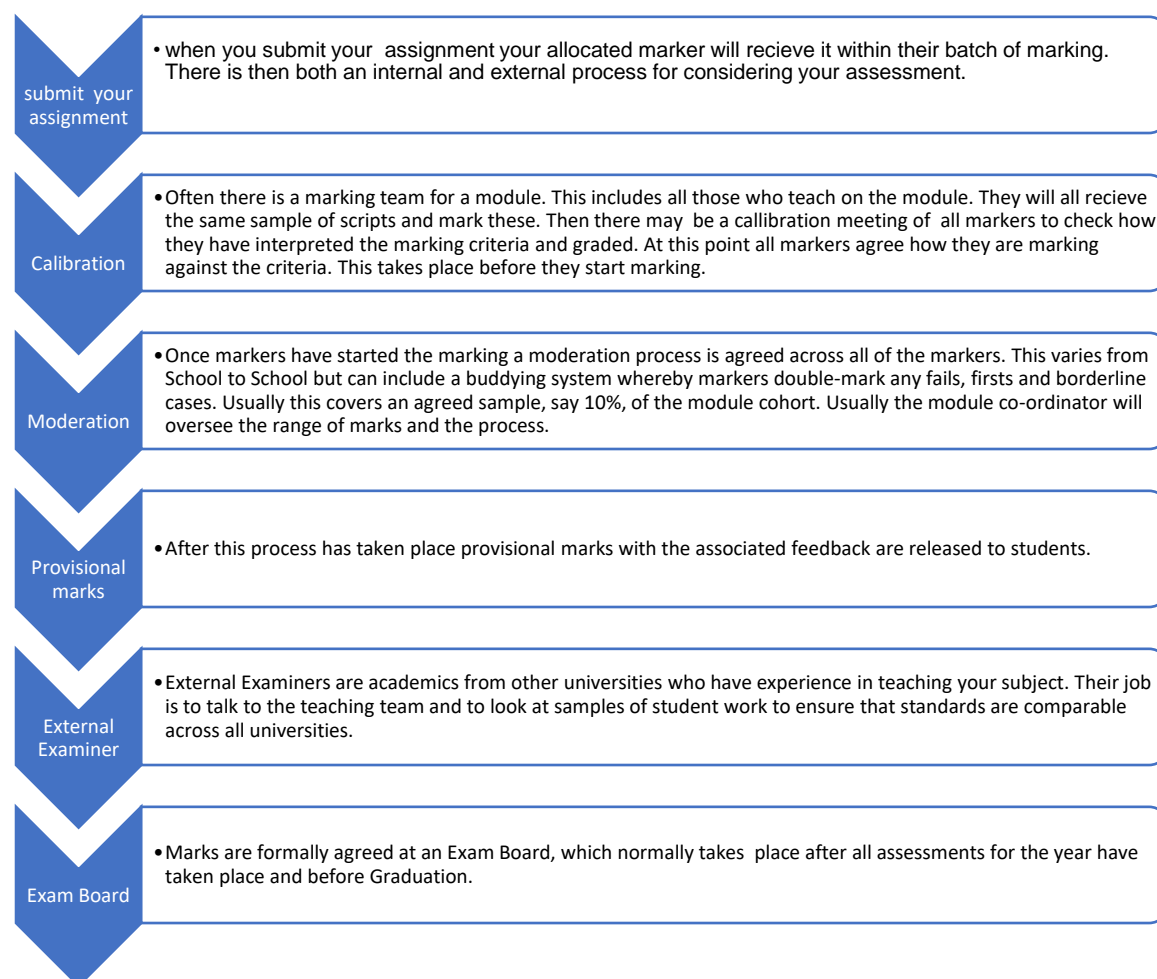 submit your
assignment
• when you submit your  assignment your allocated marker will recieve it within their batch of marking.
There is then both an internal and external process for considering your assessment.
Calibration
•Often there is a marking team for a module. This includes all those who teach on the module. They will all recieve
the same sample of scripts and mark these. Then there may  be a callibration meeting of  all markers to check how
they have interpreted the marking criteria and graded. At this point all markers agree how they are marking
against the criteria. This takes place before they start marking.
Moderation
•Once markers have started the marking a moderation process is agreed across all of the markers. This varies from
School to School but can include a buddying system whereby markers double-mark any fails, firsts and borderline
cases. Usually this covers an agreed sample, say 10%, of the module cohort. Usually the module co-ordinator will
oversee the range of marks and the process.
Provisional
marks
•After this process has taken place provisional marks with the associated feedback are released to students.
External
Examiner
•External Examiners are academics from other universities who have experience in teaching your subject. Their job
is to talk to the teaching team and to look at samples of student work to ensure that standards are comparable
across all universities.
Exam Board
•Marks are formally agreed at an Exam Board, which normally takes  place after all assessments for the year have
taken place and before Graduation.